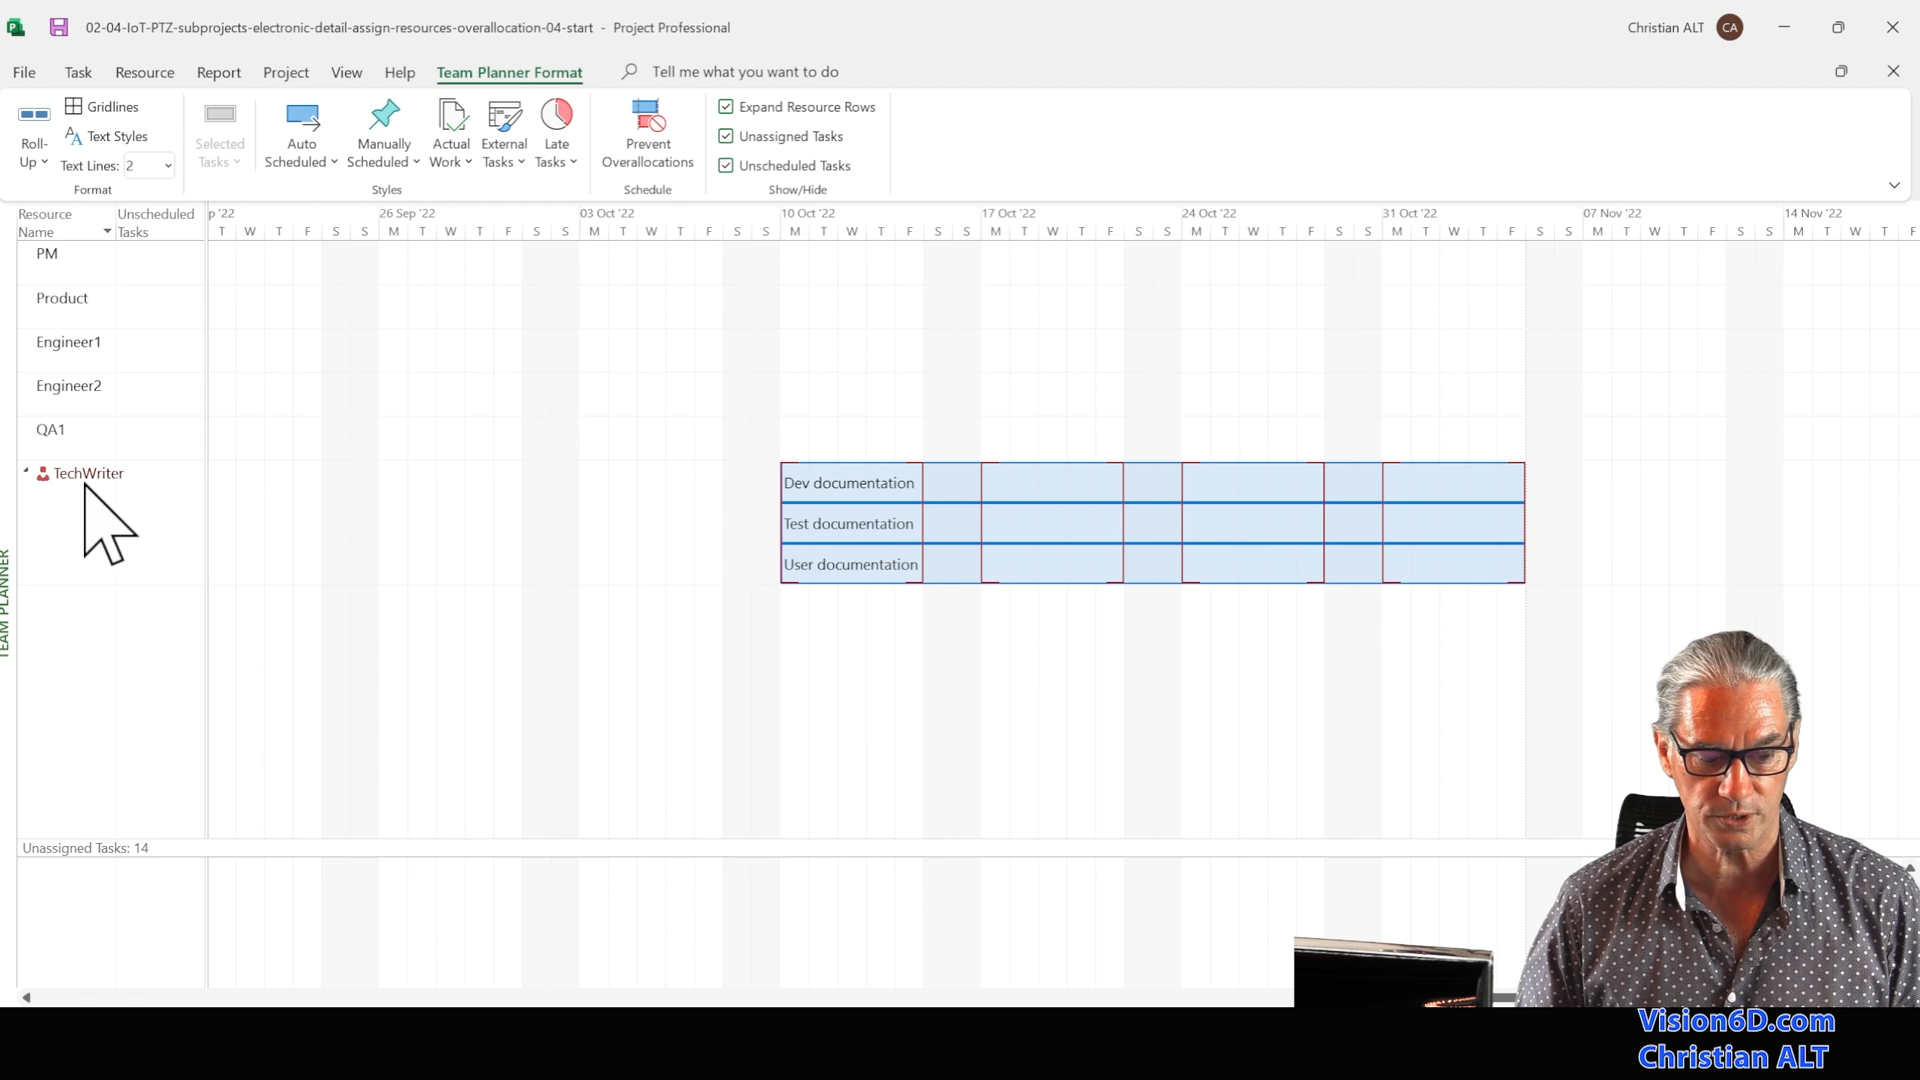 02-04-IoT-PTZ-subprojects-electronic-detail-assign-resources-overallocation-04-start - Project Professional
Christian ALT
CA
File
Task
Resource
Report
Project
View
Help
Team Planner Format
Tell me what you want to do
Roll-
Up
Gridlines
Text Styles
Text Lines: 2
Format
Selected
Tasks
Auto
Scheduled
Manually
Scheduled
Actual
Work
External
Tasks
Late
Tasks
Styles
Prevent
Overallocations
Schedule
Expand Resource Rows
Unassigned Tasks
Unscheduled Tasks
Show/Hide
Resource
Name
Unscheduled
Tasks
p '22
26 Sep '22
03 Oct '22
10 Oct '22
17 Oct '22
24 Oct '22
31 Oct '22
07 Nov '22
14 Nov '22
T W T F S S M T W T F S S M T W T F S S M T W T F S S M T W T F S S M T W T F S S M T W T F S S M T W T F S S M T W T F
PM
Product
Engineer1
Engineer2
QA1
TechWriter
Dev documentation
Test documentation
User documentation
TEAM PLANNER
Unassigned Tasks: 14
Vision6D.com
Christian ALT